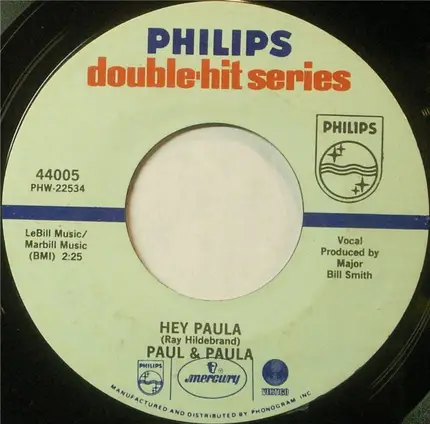 PHILIPS
double·hit series
PHILIPS
44005
PHW-22534
LeBill Music/
Marbill Music
(BMI) 2:25
Vocal
Produced by
Major
Bill Smith
HEY PAULA
(Ray Hildebrand)
PAUL & PAULA
PHILIPS
mercury
VERTIGO
MANUFACTURED AND DISTRIBUTED BY PHONOGRAM INC